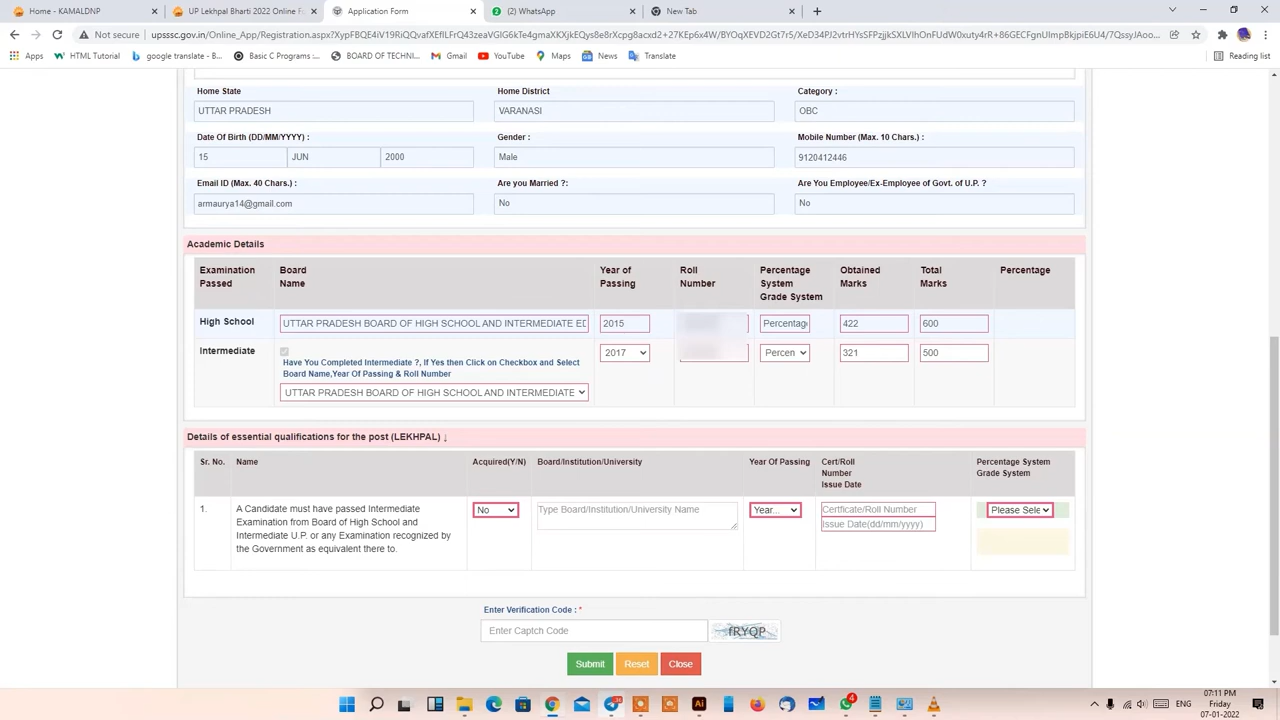 Home - KAMALDNP
UP Lekhpal Bharti 2022 Online F
Application Form
(2) WhatsApp
New Tab
Not secure
Apps
HTML Tutorial
google translate - B
Basic C Programs :...
BOARD OF TECHNI...
Gmail
YouTube
Maps
News
Translate
Reading list
Home State
Home District
Category :
UTTAR PRADESH
VARANASI
OBC
Date Of Birth (DD/MM/YYYY) :
Gender :
Mobile Number (Max. 10 Chars.) :
15
JUN
2000
Male
9120412446
Email ID (Max. 40 Chars.) :
Are you Married ?:
Are You Employee/Ex-Employee of Govt. of U.P. ?
armaurya14@gmail.com
No
No
Academic Details
Examination Passed
Board Name
Year of Passing
Roll Number
Percentage System Grade System
Obtained Marks
Total Marks
Percentage
High School
UTTAR PRADESH BOARD OF HIGH SCHOOL AND INTERMEDIATE ED
2015
Percentag
422
600
Intermediate
Have You Completed Intermediate ?, If Yes then Click on Checkbox and Select
Board Name,Year Of Passing & Roll Number
UTTAR PRADESH BOARD OF HIGH SCHOOL AND INTERMEDIATE
2017
Percen
321
500
Details of essential qualifications for the post (LEKHPAL) ↓
Sr. No.
Name
Acquired(Y/N)
Board/Institution/University
Year Of Passing
Cert/Roll
Number
Issue Date
Percentage System
Grade System
1.
A Candidate must have passed Intermediate
Examination from Board of High School and
Intermediate U.P. or any Examination recognized by
the Government as equivalent there to.
No
Type Board/Institution/University Name
Year...
Certficate/Roll Number
Issue Date(dd/mm/yyyy)
Please Sele
Enter Verification Code : *
Enter Captch Code
fRYQP
Submit
Reset
Close
38
4
ENG
07:11 PM
Friday
07-01-2022